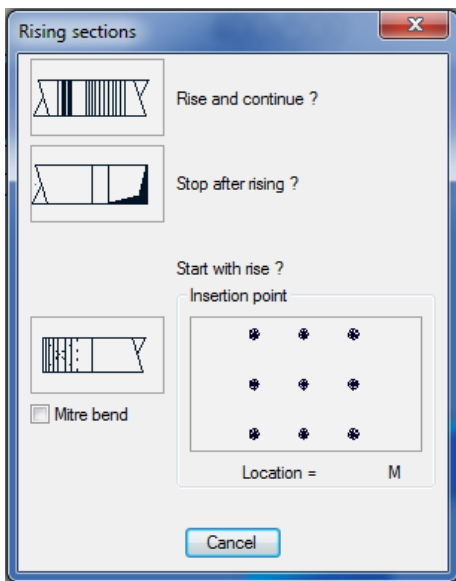 Rising sections
Rise and continue ?
Stop after rising ?
Start with rise ?
Insertion point
Mitre bend
Location = M
Cancel